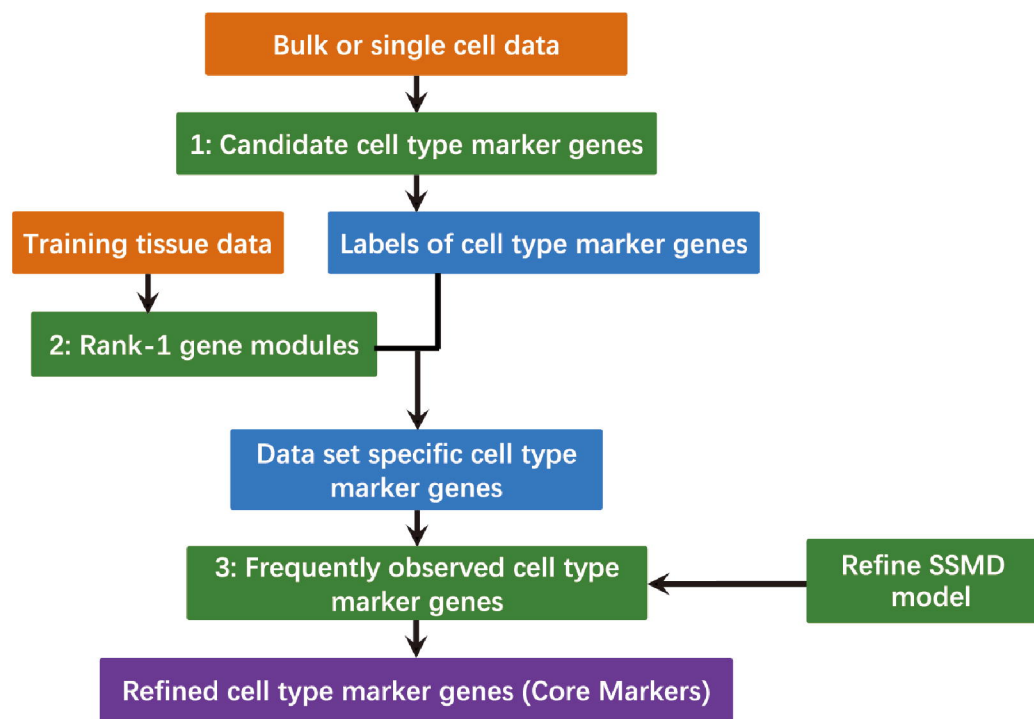 Bulk or single cell data
1: Candidate cell type marker genes
Training tissue data
Labels of cell type marker genes
2: Rank-1 gene modules
Data set specific cell type
marker genes
3: Frequently observed cell type
marker genes
Refine SSMD
model
Refined cell type marker genes (Core Markers)